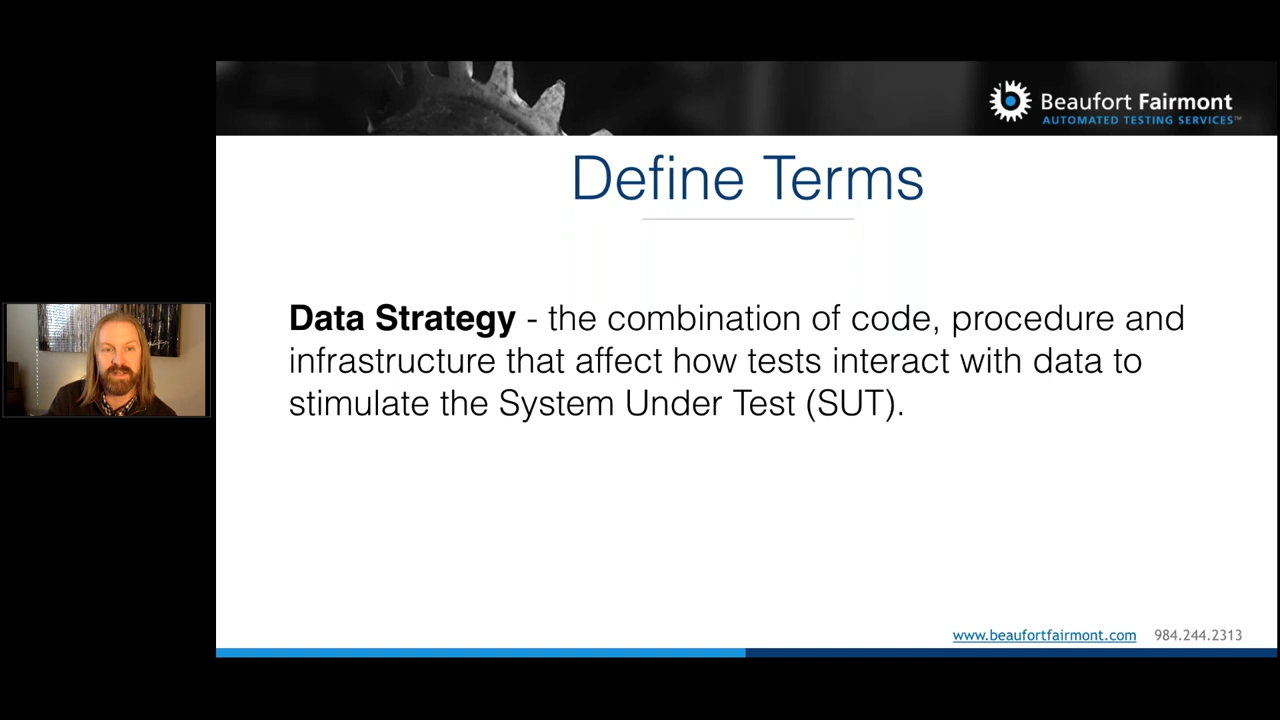 Beaufort Fairmont
AUTOMATED TESTING SERVICES™
Define Terms
Data Strategy - the combination of code, procedure and
infrastructure that affect how tests interact with data to
stimulate the System Under Test (SUT).
www.beaufortfairmont.com 984.244.2313